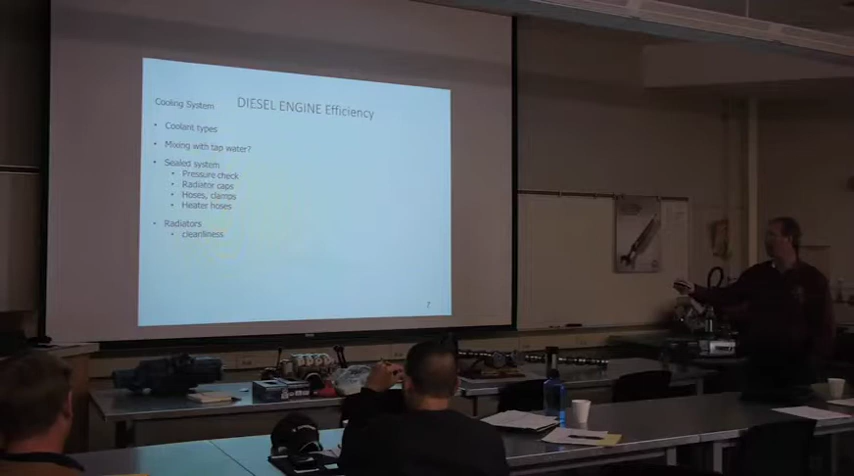 DIESEL ENGINE Efficiency
Cooling System
• Coolant types
• Mixing with tap water?
• Sealed system
• Pressure check
• Radiator caps
• Hoses, clamps
• Heater hoses
• Radiators
• cleanliness
7